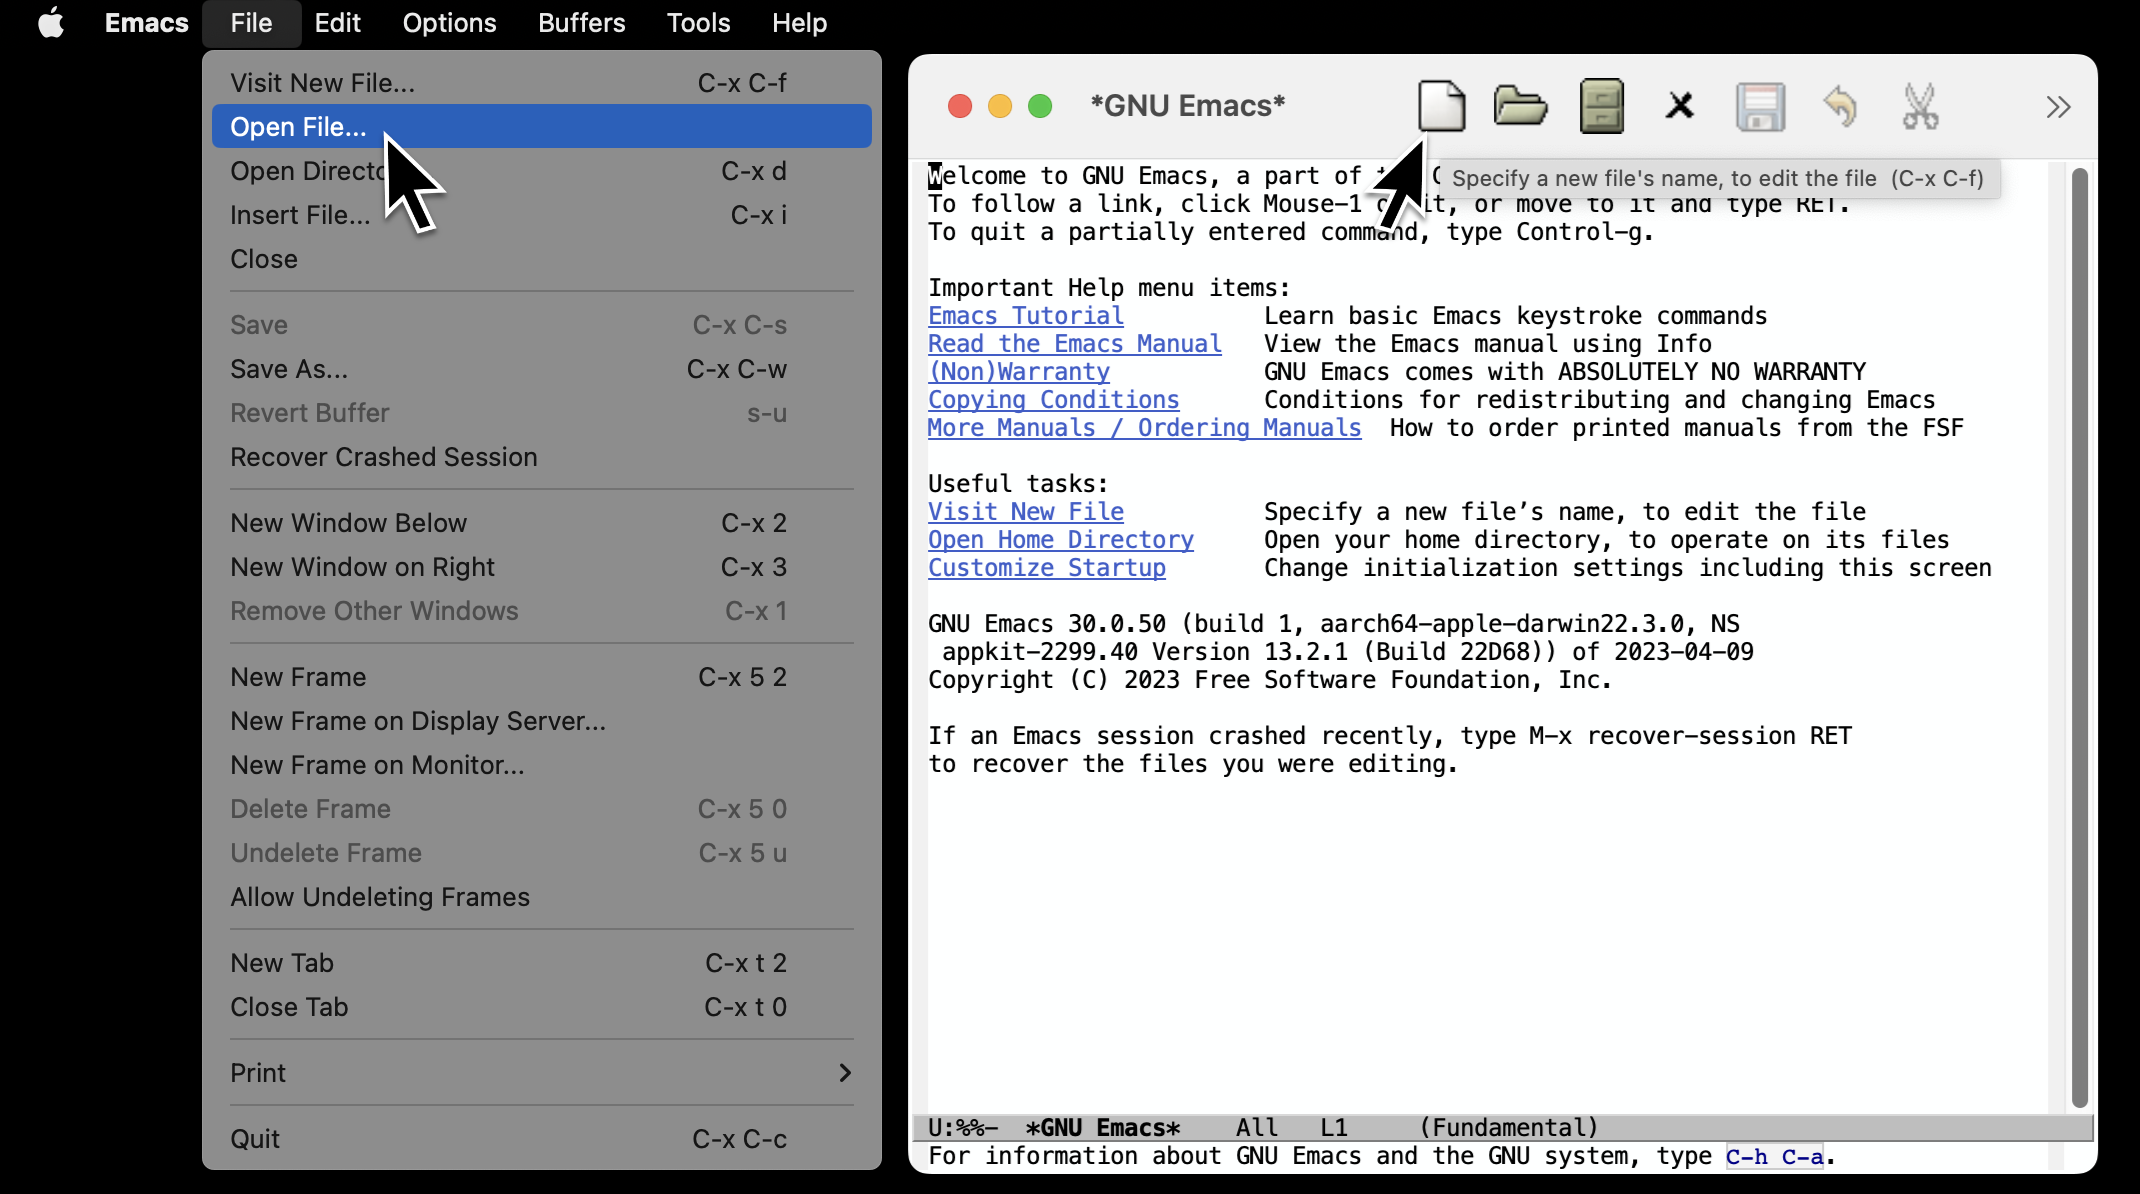 Emacs File Edit Options Buffers Tools Help
Visit New File... C-x C-f
Open File...
C-x d
Insert File... C-x i
Close
Save C-x C-s
Save As... C-x C-w
Revert Buffer s-u
Recover Crashed Session
New Window Below C-x 2
New Window on Right C-x 3
Remove Other Windows C-x 1
New Frame C-x 5 2
New Frame on Display Server...
New Frame on Monitor...
Delete Frame C-x 5 0
Undelete Frame C-x 5 u
Allow Undeleting Frames
New Tab C-x t 2
Close Tab C-x t 0
Print
Quit C-x C-c
*GNU Emacs*
Specify a new file's name, to edit the file (C-x C-f)
Welcome to GNU Emacs, a part of
To follow a link, click Mouse-1 it, or move to it and type RET.
To quit a partially entered command, type Control-g.
Important Help menu items:
Emacs Tutorial Learn basic Emacs keystroke commands
Read the Emacs Manual View the Emacs manual using Info
(Non)Warranty GNU Emacs comes with ABSOLUTELY NO WARRANTY
Copying Conditions Conditions for redistributing and changing Emacs
More Manuals / Ordering Manuals How to order printed manuals from the FSF
Useful tasks:
Visit New File Specify a new file’s name, to edit the file
Open Home Directory Open your home directory, to operate on its files
Customize Startup Change initialization settings including this screen
GNU Emacs 30.0.50 (build 1, aarch64-apple-darwin22.3.0, NS
appkit-2299.40 Version 13.2.1 (Build 22D68)) of 2023-04-09
Copyright (C) 2023 Free Software Foundation, Inc.
If an Emacs session crashed recently, type M-x recover-session RET
to recover the files you were editing.
U:%%- *GNU Emacs* All L1 (Fundamental)
For information about GNU Emacs and the GNU system, type C-h C-a.